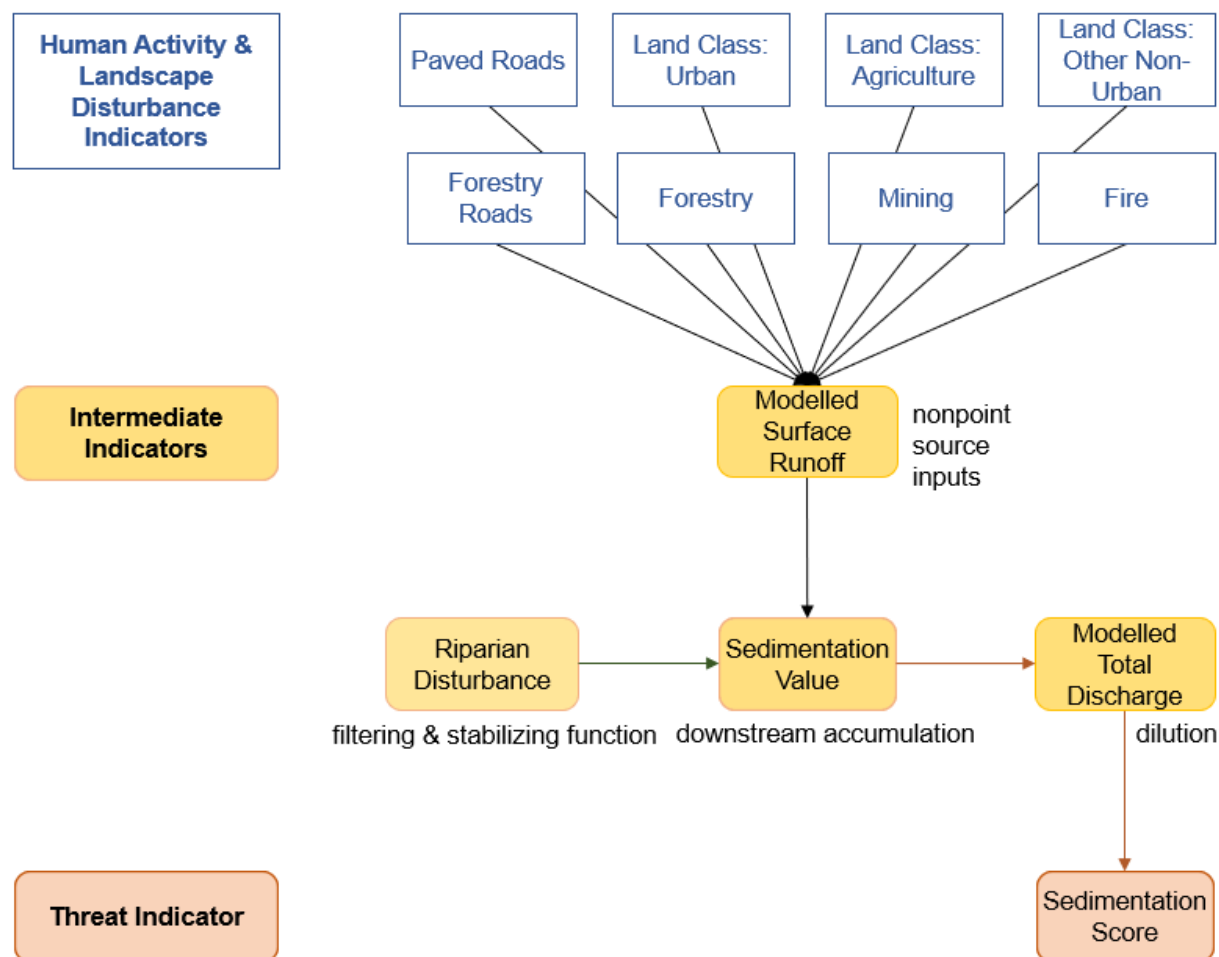 Human Activity &
Landscape
Disturbance
Indicators
Paved Roads
Land Class:
Urban
Land Class:
Agriculture
Land Class:
Other Non-
Urban
Forestry
Roads
Forestry
Mining
Fire
Intermediate
Indicators
Modelled
Surface
Runoff
nonpoint
source
inputs
Riparian
Disturbance
filtering & stabilizing function
Sedimentation
Value
downstream accumulation
Modelled
Total
Discharge
dilution
Threat Indicator
Sedimentation
Score